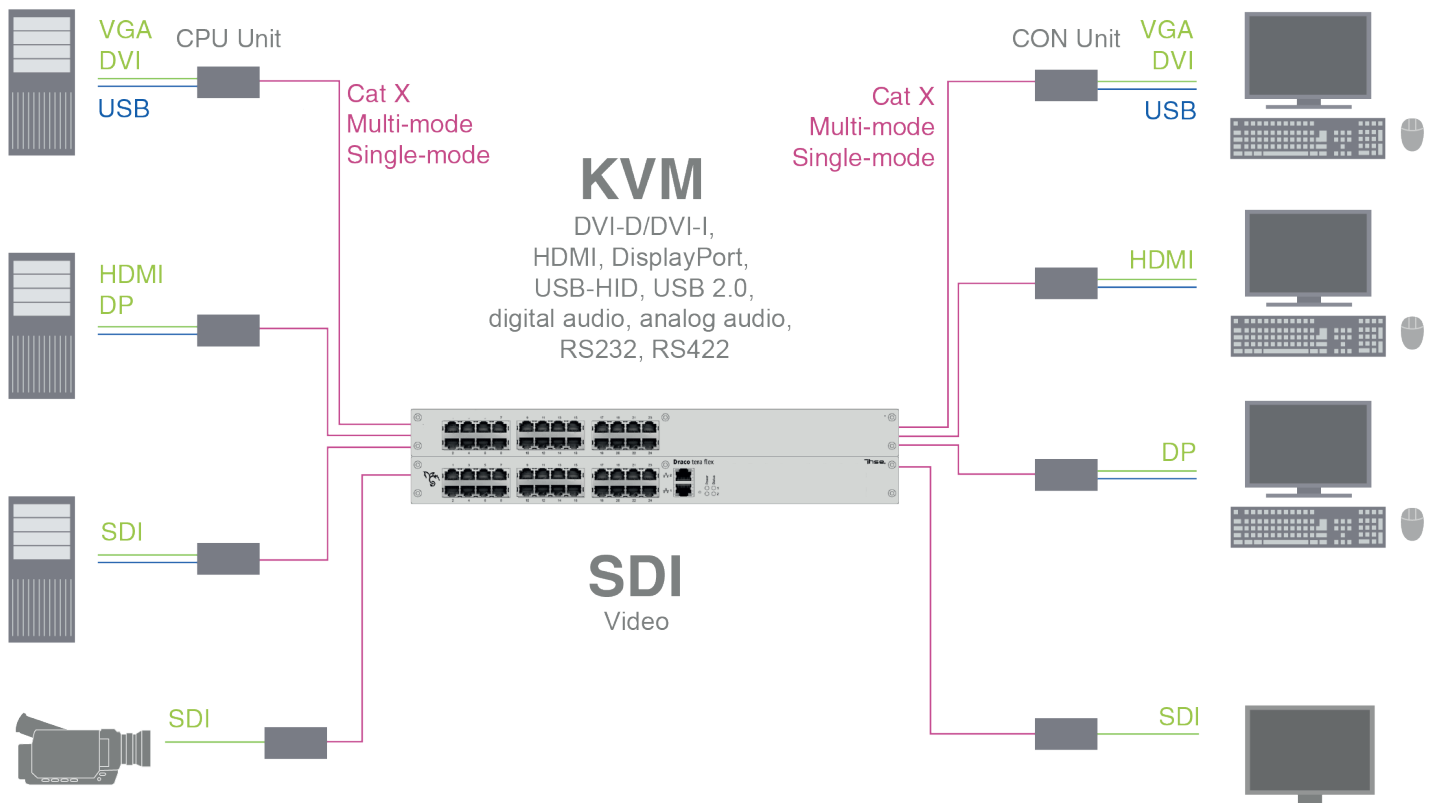 VGA
DVI
USB
CPU Unit
Cat X
Multi-mode
Single-mode
CON Unit
VGA
DVI
USB
Cat X
Multi-mode
Single-mode
KVM
DVI-D/DVI-I,
HDMI, DisplayPort,
USB-HID, USB 2.0,
digital audio, analog audio,
RS232, RS422
HDMI
DP
HDMI
Draco tera flex
DP
SDI
SDI
Video
SDI
SDI